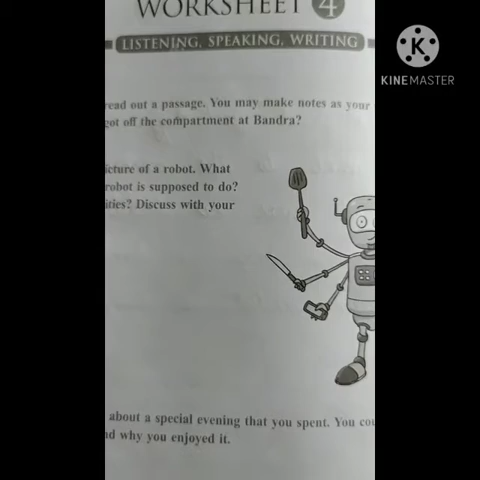 WORKSHEET 4
LISTENING, SPEAKING, WRITING
K
KINEMASTER
read out a passage. You may make notes as your
got off the compartment at Bandra?
icture of a robot. What
robot is supposed to do?
ities? Discuss with your
about a special evening that you spent. You cou
nd why you enjoyed it.